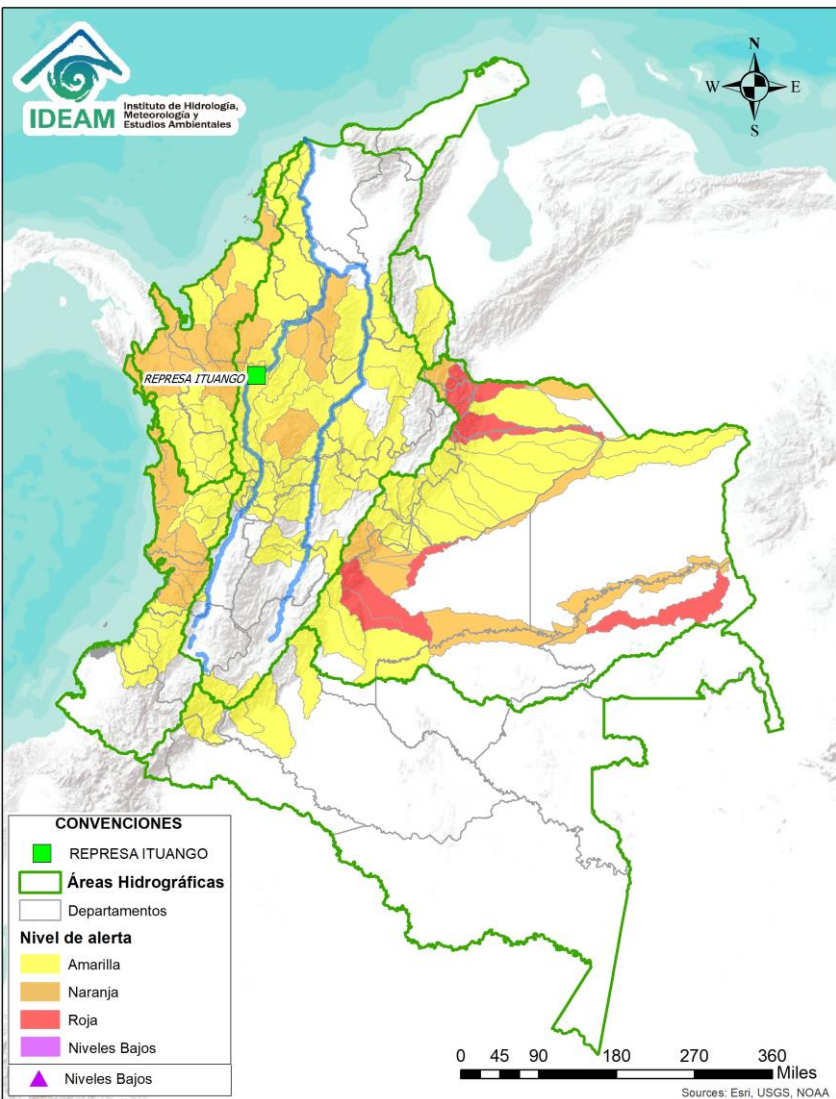 IDEAM
Instituto de Hidrología,
Meteorología y
Estudios Ambientales
N
W
E
S
REPRESA ITUANGO
CONVENCIONES
REPRESA ITUANGO
Áreas Hidrográficas
Departamentos
Nivel de alerta
Amarilla
Naranja
Roja
Niveles Bajos
Niveles Bajos
0 45 90 180 270 360
Miles
Sources: Esri, USGS, NOAA